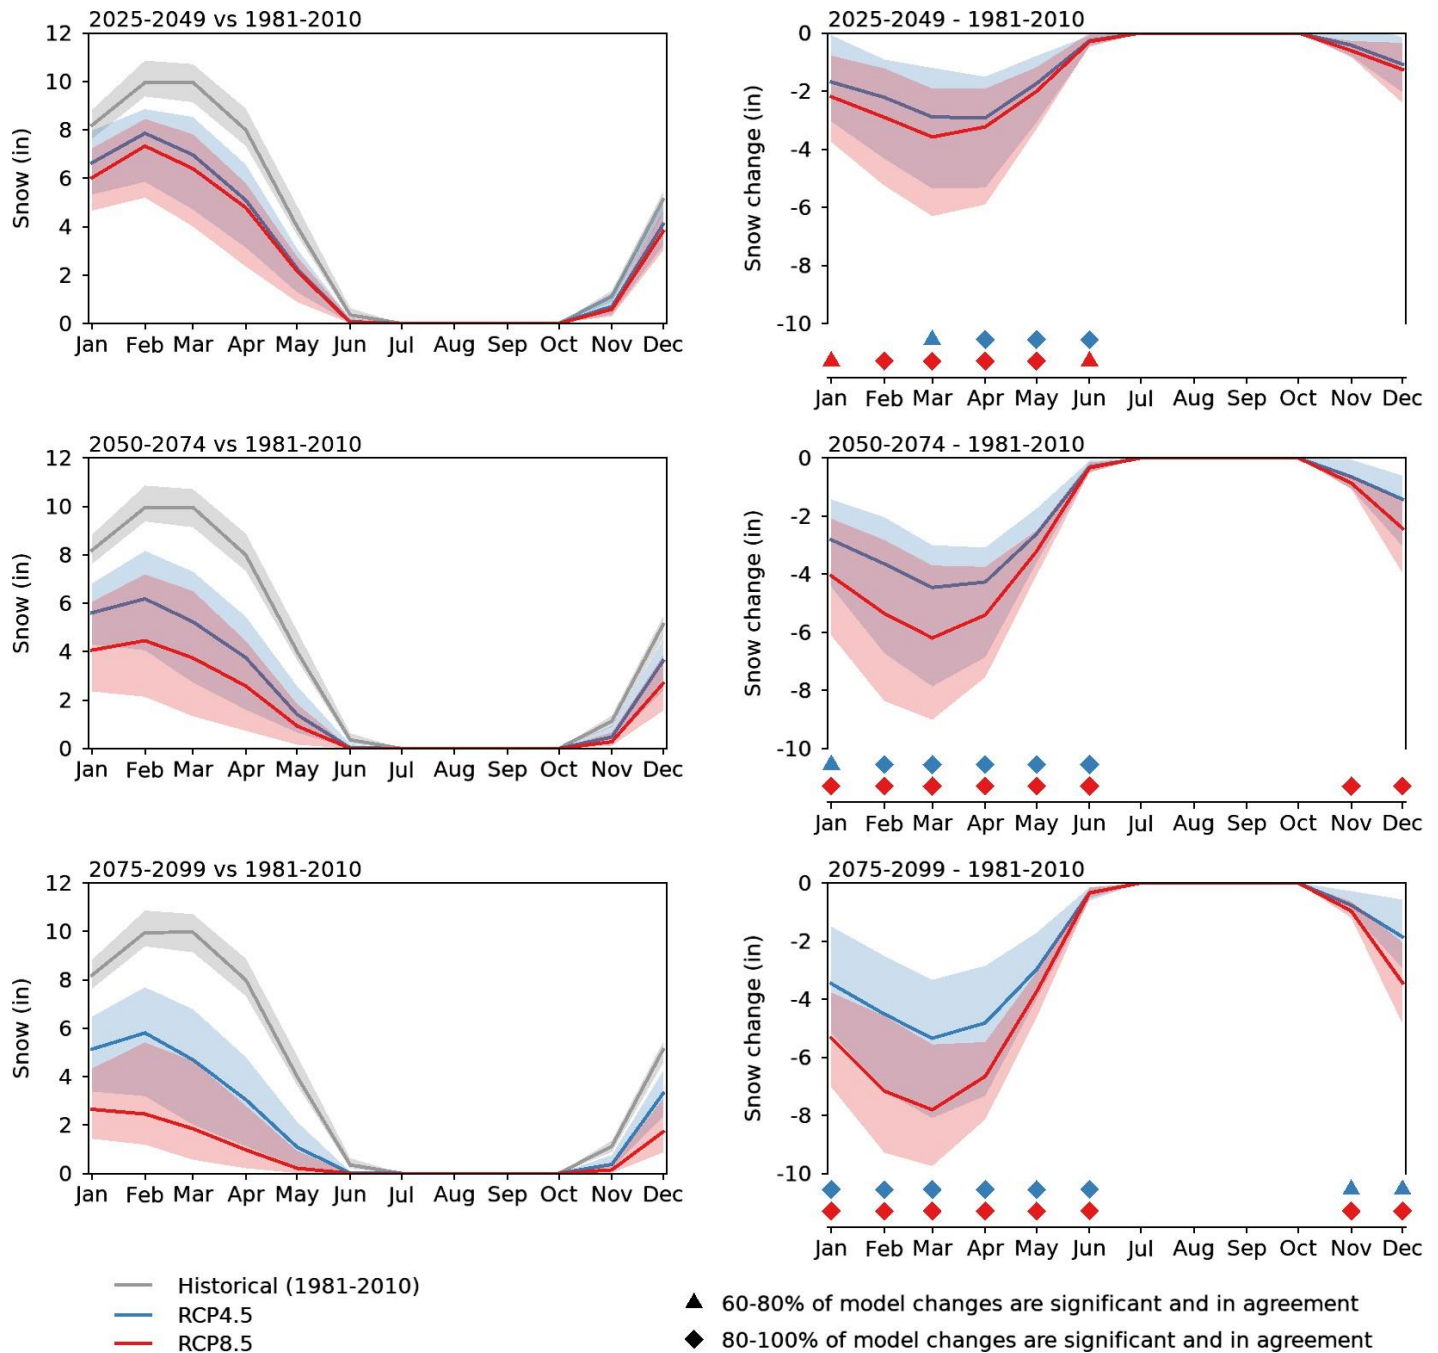 2025-2049 vs 1981-2010
Snow (in)
12
10
8
6
4
2
0
Jan Feb Mar Apr May Jun Jul Aug Sep Oct Nov Dec
2025-2049 - 1981-2010
Snow change (in)
0
-2
-4
-6
-8
-10
Jan Feb Mar Apr May Jun Jul Aug Sep Oct Nov Dec
2050-2074 vs 1981-2010
Snow (in)
12
10
8
6
4
2
0
Jan Feb Mar Apr May Jun Jul Aug Sep Oct Nov Dec
2050-2074 - 1981-2010
Snow change (in)
0
-2
-4
-6
-8
-10
Jan Feb Mar Apr May Jun Jul Aug Sep Oct Nov Dec
2075-2099 vs 1981-2010
Snow (in)
12
10
8
6
4
2
0
Jan Feb Mar Apr May Jun Jul Aug Sep Oct Nov Dec
2075-2099 - 1981-2010
Snow change (in)
0
-2
-4
-6
-8
-10
Jan Feb Mar Apr May Jun Jul Aug Sep Oct Nov Dec
Historical (1981-2010)
RCP4.5
RCP8.5
60-80% of model changes are significant and in agreement
80-100% of model changes are significant and in agreement